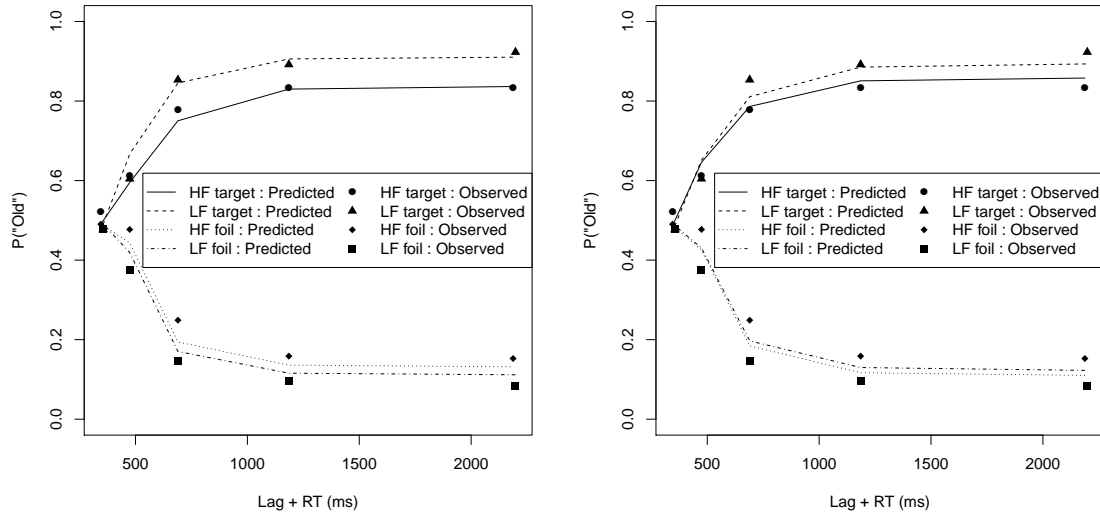 1.0
0.8
0.6
0.4
0.2
0.0
P("Old")
HF target : Predicted
LF target : Predicted
HF foil : Predicted
LF foil : Predicted
HF target : Observed
LF target : Observed
HF foil : Observed
LF foil : Observed
500 1000 1500 2000
Lag + RT (ms)
1.0
0.8
0.6
0.4
0.2
0.0
P("Old")
HF target : Predicted
LF target : Predicted
HF foil : Predicted
LF foil : Predicted
HF target : Observed
LF target : Observed
HF foil : Observed
LF foil : Observed
500 1000 1500 2000
Lag + RT (ms)